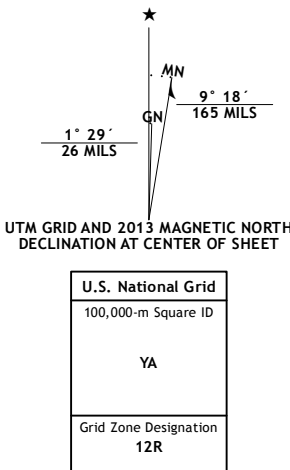 ★
MN
GN
9° 18´
165 MILS
1° 29´
26 MILS
UTM GRID AND 2013 MAGNETIC NORTH
DECLINATION AT CENTER OF SHEET
U.S. National Grid
100,000-m Square ID
YA
Grid Zone Designation
12R